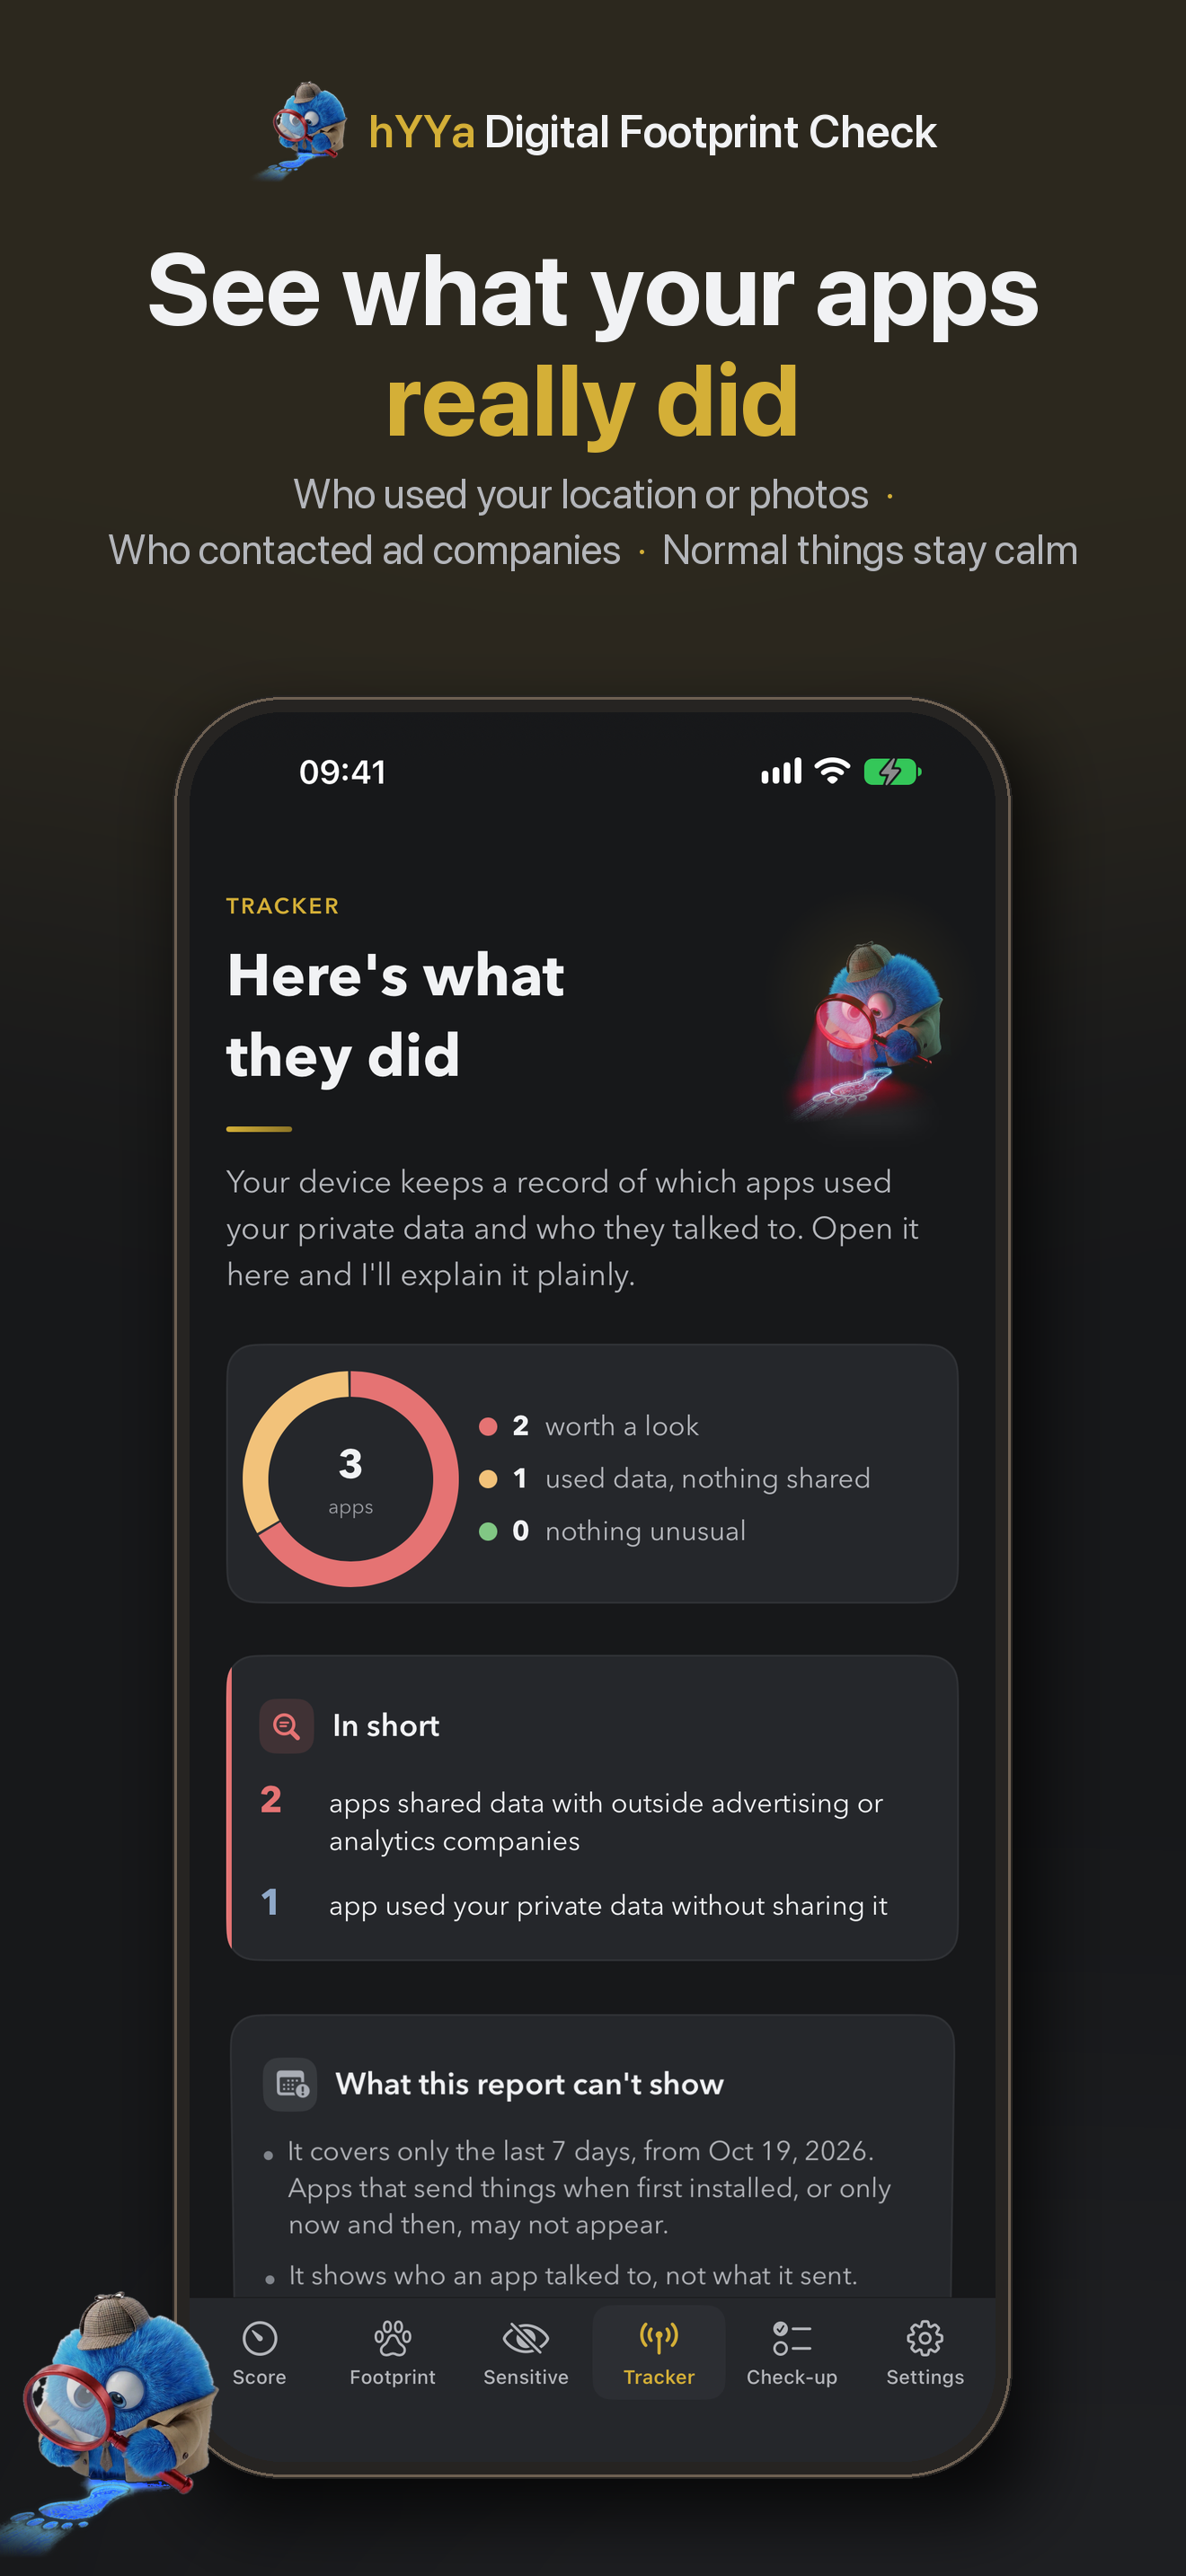 hYYa Digital Footprint Check
See what your apps
really did
Who used your location or photos ·
Who contacted ad companies · Normal things stay calm
09:41
TRACKER
Here's what
they did
Your device keeps a record of which apps used
your private data and who they talked to. Open it
here and I'll explain it plainly.
3
apps
2 worth a look
1 used data, nothing shared
0 nothing unusual
In short
2 apps shared data with outside advertising or
analytics companies
1 app used your private data without sharing it
What this report can't show
• It covers only the last 7 days, from Oct 19, 2026.
Apps that send things when first installed, or only
now and then, may not appear.
• It shows who an app talked to, not what it sent.
Score Footprint Sensitive Tracker Check-up Settings